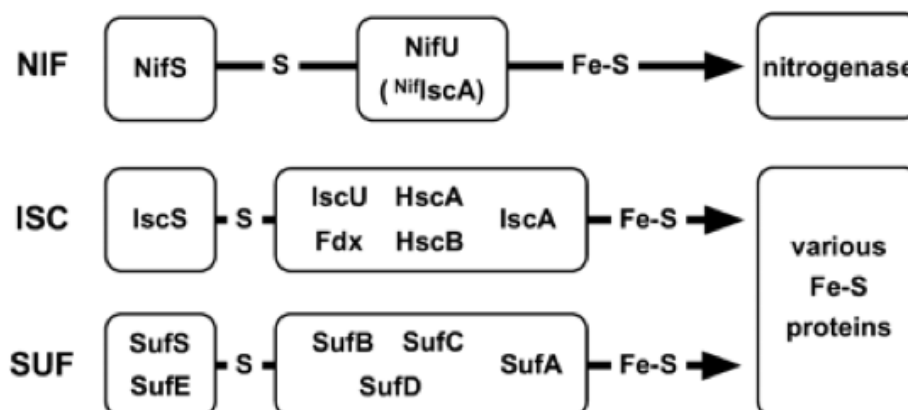 NIF NifS S NifU Fe-S nitrogenase
( NifIscA)
ISC IscS S IscU HscA IscA Fe-S
Fdx HscB
various
Fe-S
proteins
SUF SufS S SufB SufC SufA Fe-S
SufE SufD